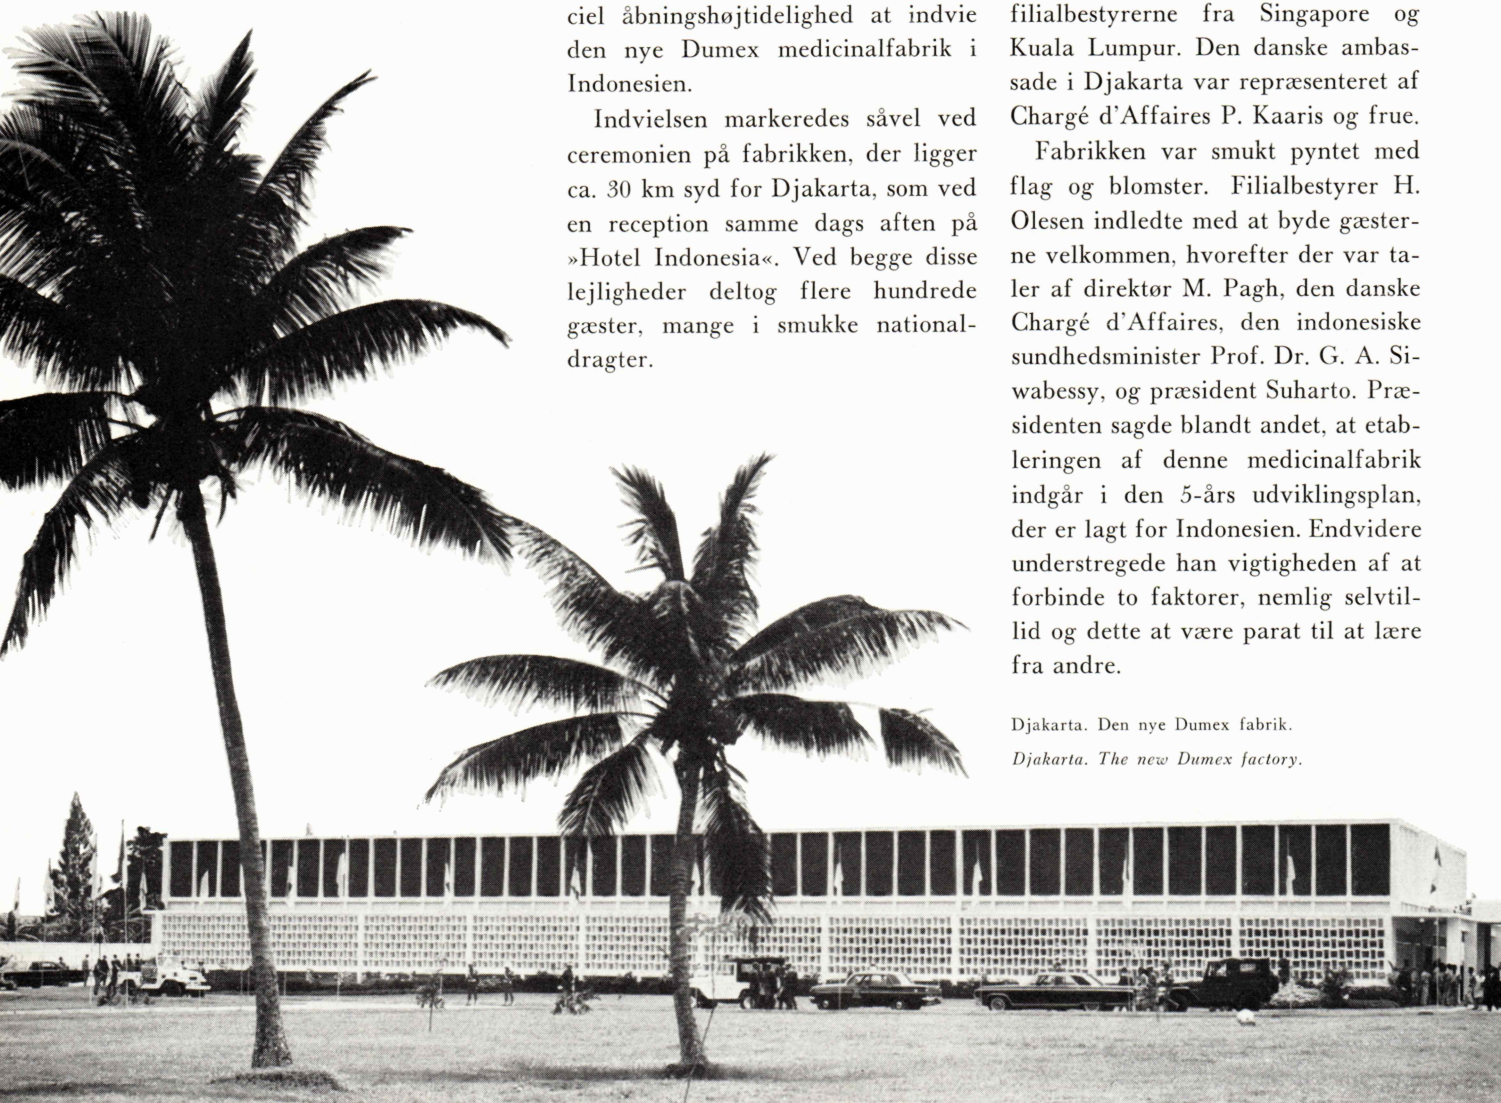 ciel åbningshøjtidelighed at indvie
den nye Dumex medicinalfabrik i
Indonesien.
Indvielsen markeredes såvel ved
ceremonien på fabrikken, der ligger
ca. 30 km syd for Djakarta, som ved
en reception samme dags aften på
»Hotel Indonesia«. Ved begge disse
lejligheder deltog flere hundrede
gæster, mange i smukke national-
dragter.
filialbestyrerne fra Singapore og
Kuala Lumpur. Den danske ambas-
sade i Djakarta var repræsenteret af
Chargé d'Affaires P. Kaaris og frue.
Fabrikken var smukt pyntet med
flag og blomster. Filialbestyrer H.
Olesen indledte med at byde gæster-
ne velkommen, hvorefter der var ta-
ler af direktør M. Pagh, den danske
Chargé d'Affaires, den indonesiske
sundhedsminister Prof. Dr. G. A. Si-
wabessy, og præsident Suharto. Præ-
sidenten sagde blandt andet, at etab-
leringen af denne medicinalfabrik
indgår i den 5-års udviklingsplan,
der er lagt for Indonesien. Endvidere
understregede han vigtigheden af at
forbinde to faktorer, nemlig selvtil-
lid og dette at være parat til at lære
fra andre.
Djakarta. Den nye Dumex fabrik.
Djakarta. The new Dumex factory.